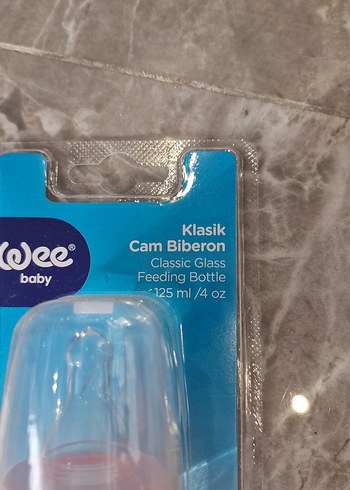 Wee®
baby
Klasik
Cam Biberon
Classic Glass
Feeding Bottle
125 ml /4 oz